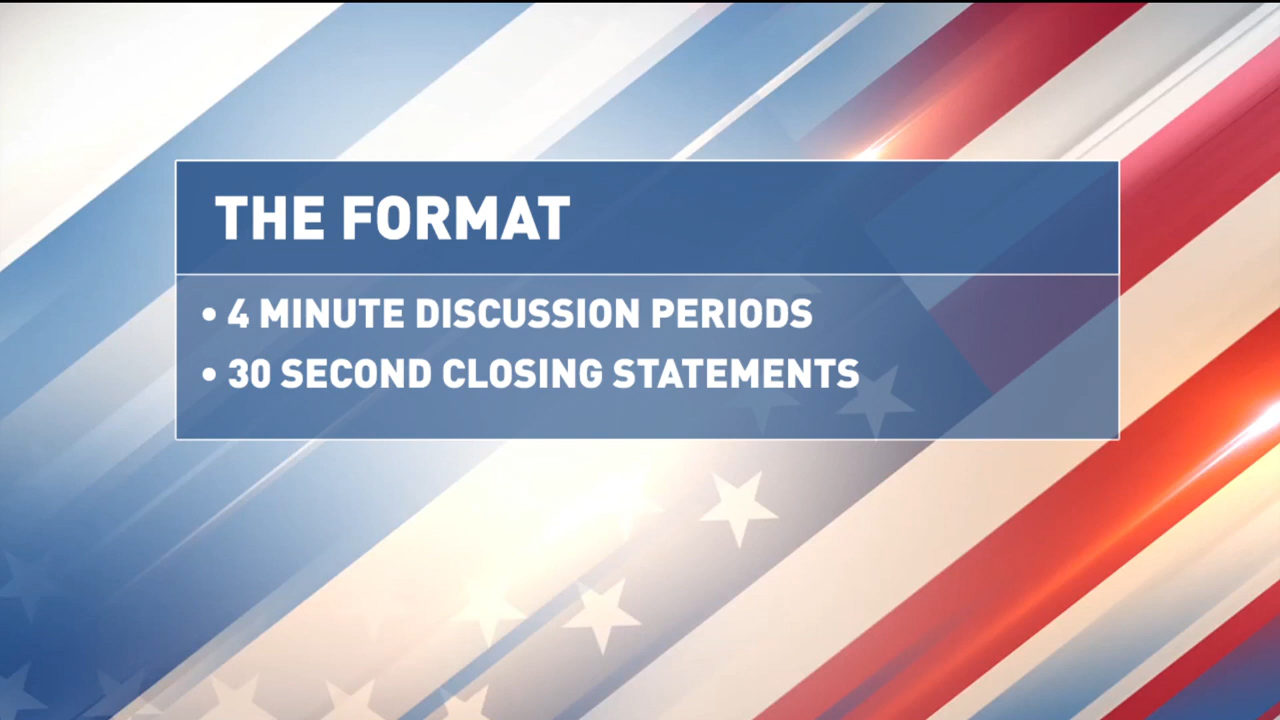 THE FORMAT
• 4 MINUTE DISCUSSION PERIODS
• 30 SECOND CLOSING STATEMENTS